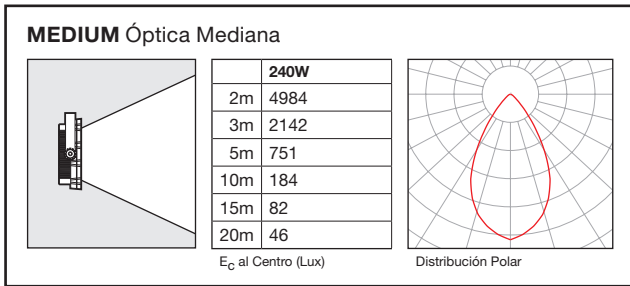 MEDIUM Óptica Mediana
240W
2m 4984
3m 2142
5m 751
10m 184
15m 82
20m 46
EC al Centro (Lux)
Distribución Polar